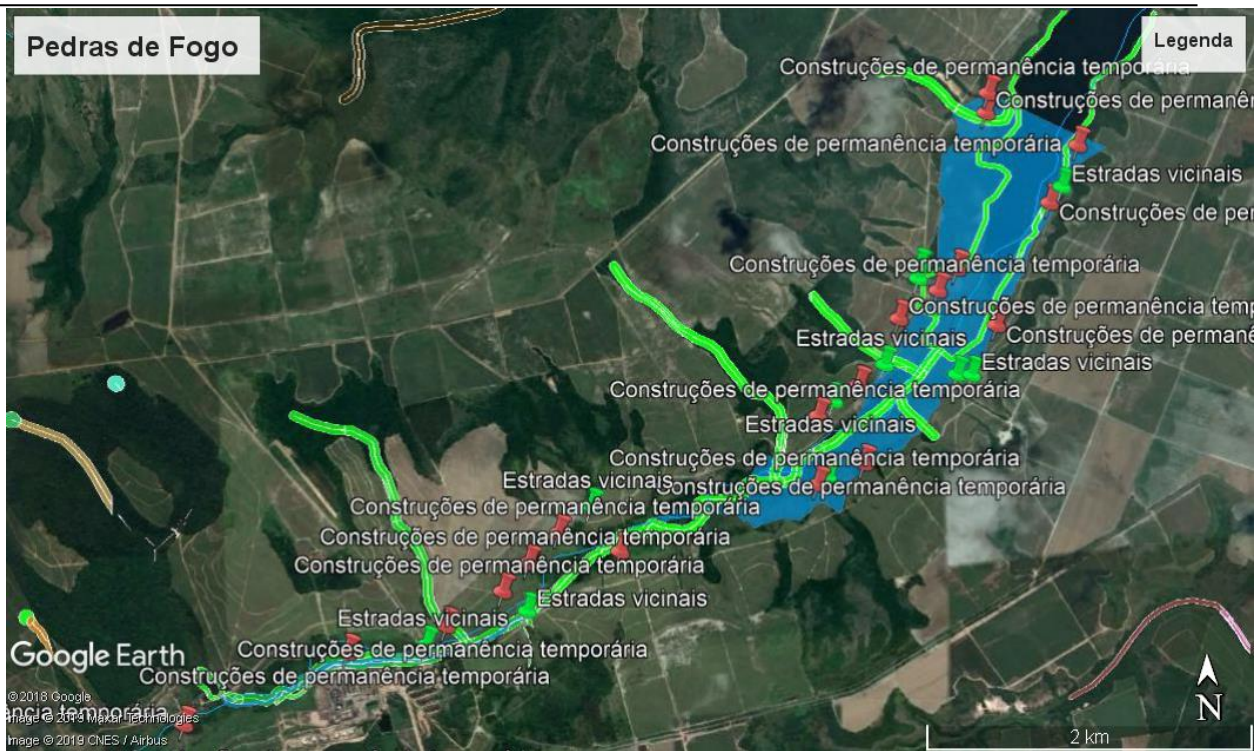 Pedras de Fogo
Legenda
Construções de permanência temporária
Construções de permanên
Construções de permanência temporária
Estradas vicinais
Construções de per
Construções de permanência temporária
Construções de permanência temp
Construções de permane
Estradas vicinais
Estradas vicinais
Construções de permanência temporária
Estradas vicinais
Construções de permanência temporária
Estradas vicinais
Construções de permanência temporária
Construções de permanência temporária
Construções de permanência temporária
Construções de permanência temporária
Estradas vicinais
Estradas vicinais
Construções de permanência temporária
Construções de permanência temporária
ência temporária
Google Earth
© 2018 Google
Image © 2019 Maxar Technologies
Image © 2019 CNES / Airbus
N
2 km